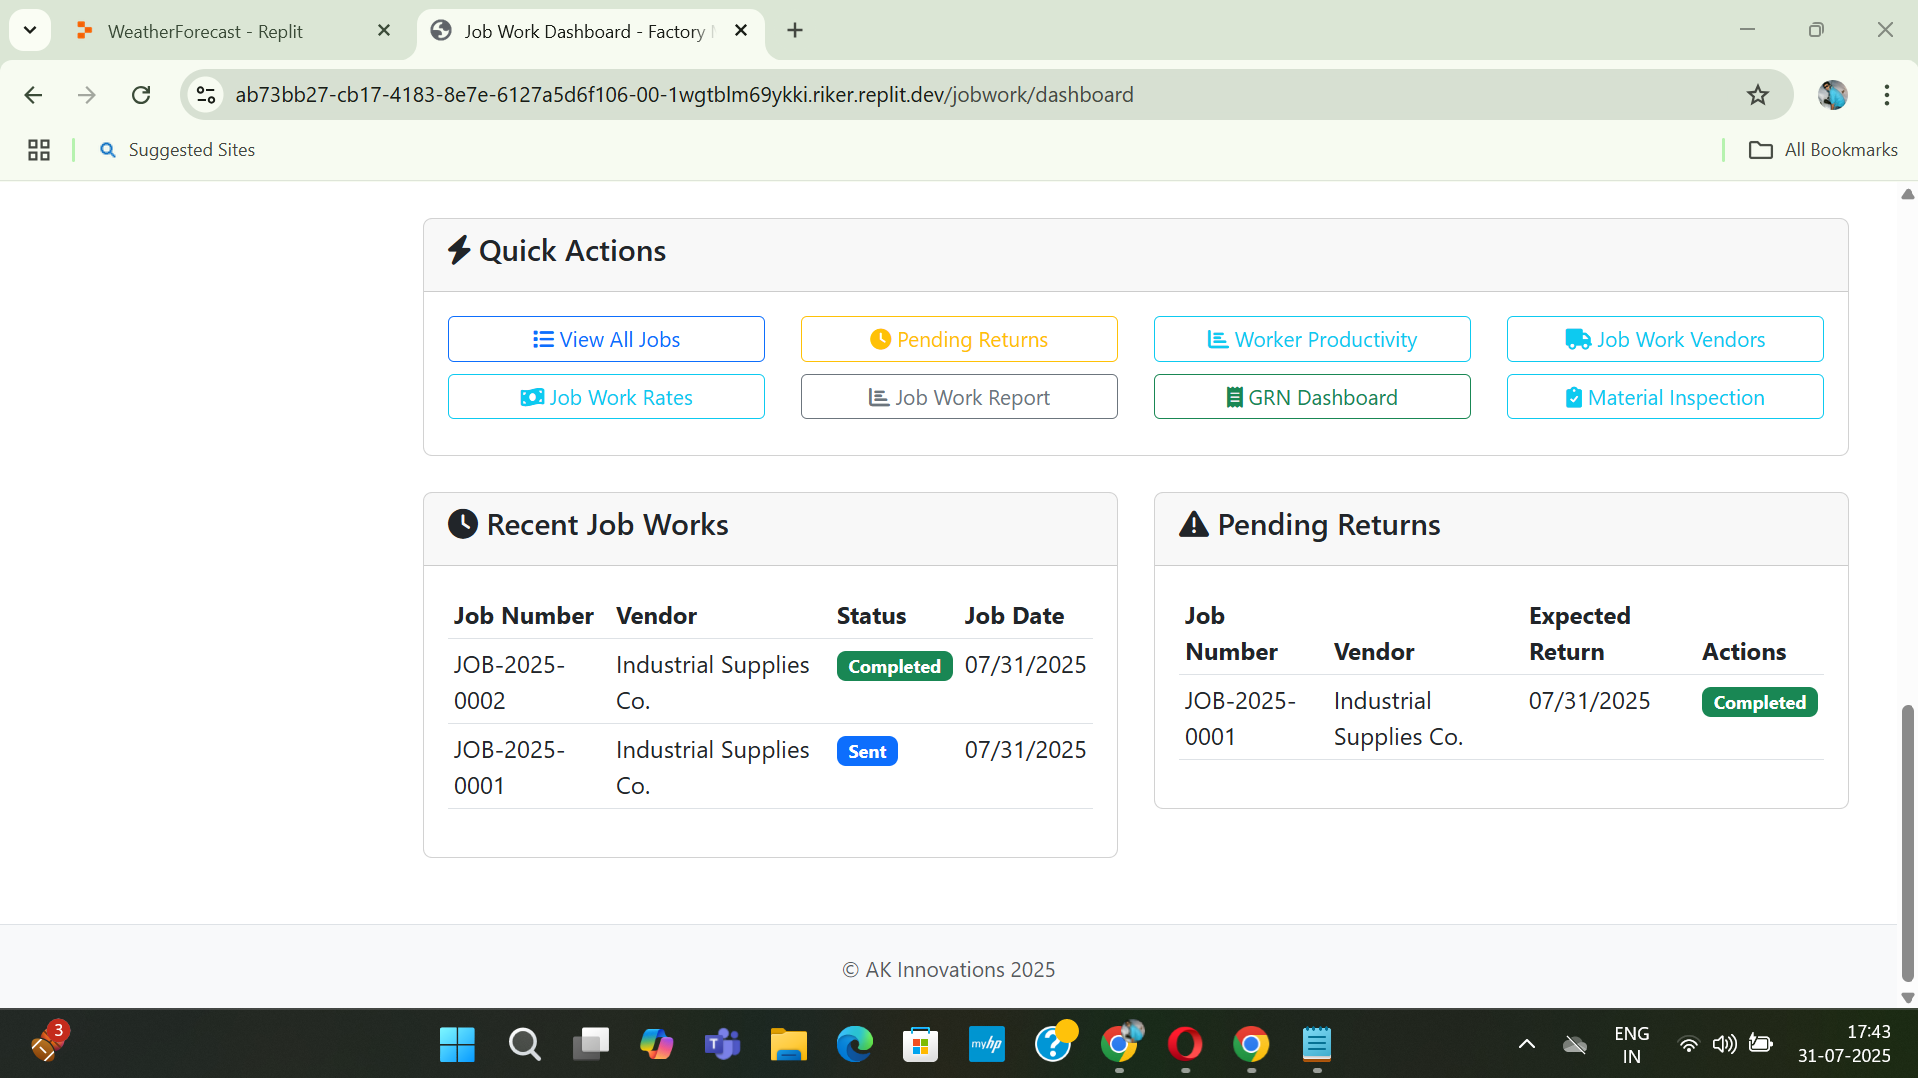 WeatherForecast - Replit
Job Work Dashboard - Factory
ab73bb27-cb17-4183-8e7e-6127a5d6f106-00-1wgtblm69ykki.riker.replit.dev/jobwork/dashboard
Suggested Sites
All Bookmarks
Quick Actions
View All Jobs
Pending Returns
Worker Productivity
Job Work Vendors
Job Work Rates
Job Work Report
GRN Dashboard
Material Inspection
Recent Job Works
Job Number Vendor Status Job Date
JOB-2025- Industrial Supplies Completed 07/31/2025
0002 Co.
JOB-2025- Industrial Supplies Sent 07/31/2025
0001 Co.
Pending Returns
Job Expected
Number Vendor Return Actions
JOB-2025- Industrial 07/31/2025 Completed
0001 Supplies Co.
© AK Innovations 2025
3
myhp
ENG
IN
17:43
31-07-2025